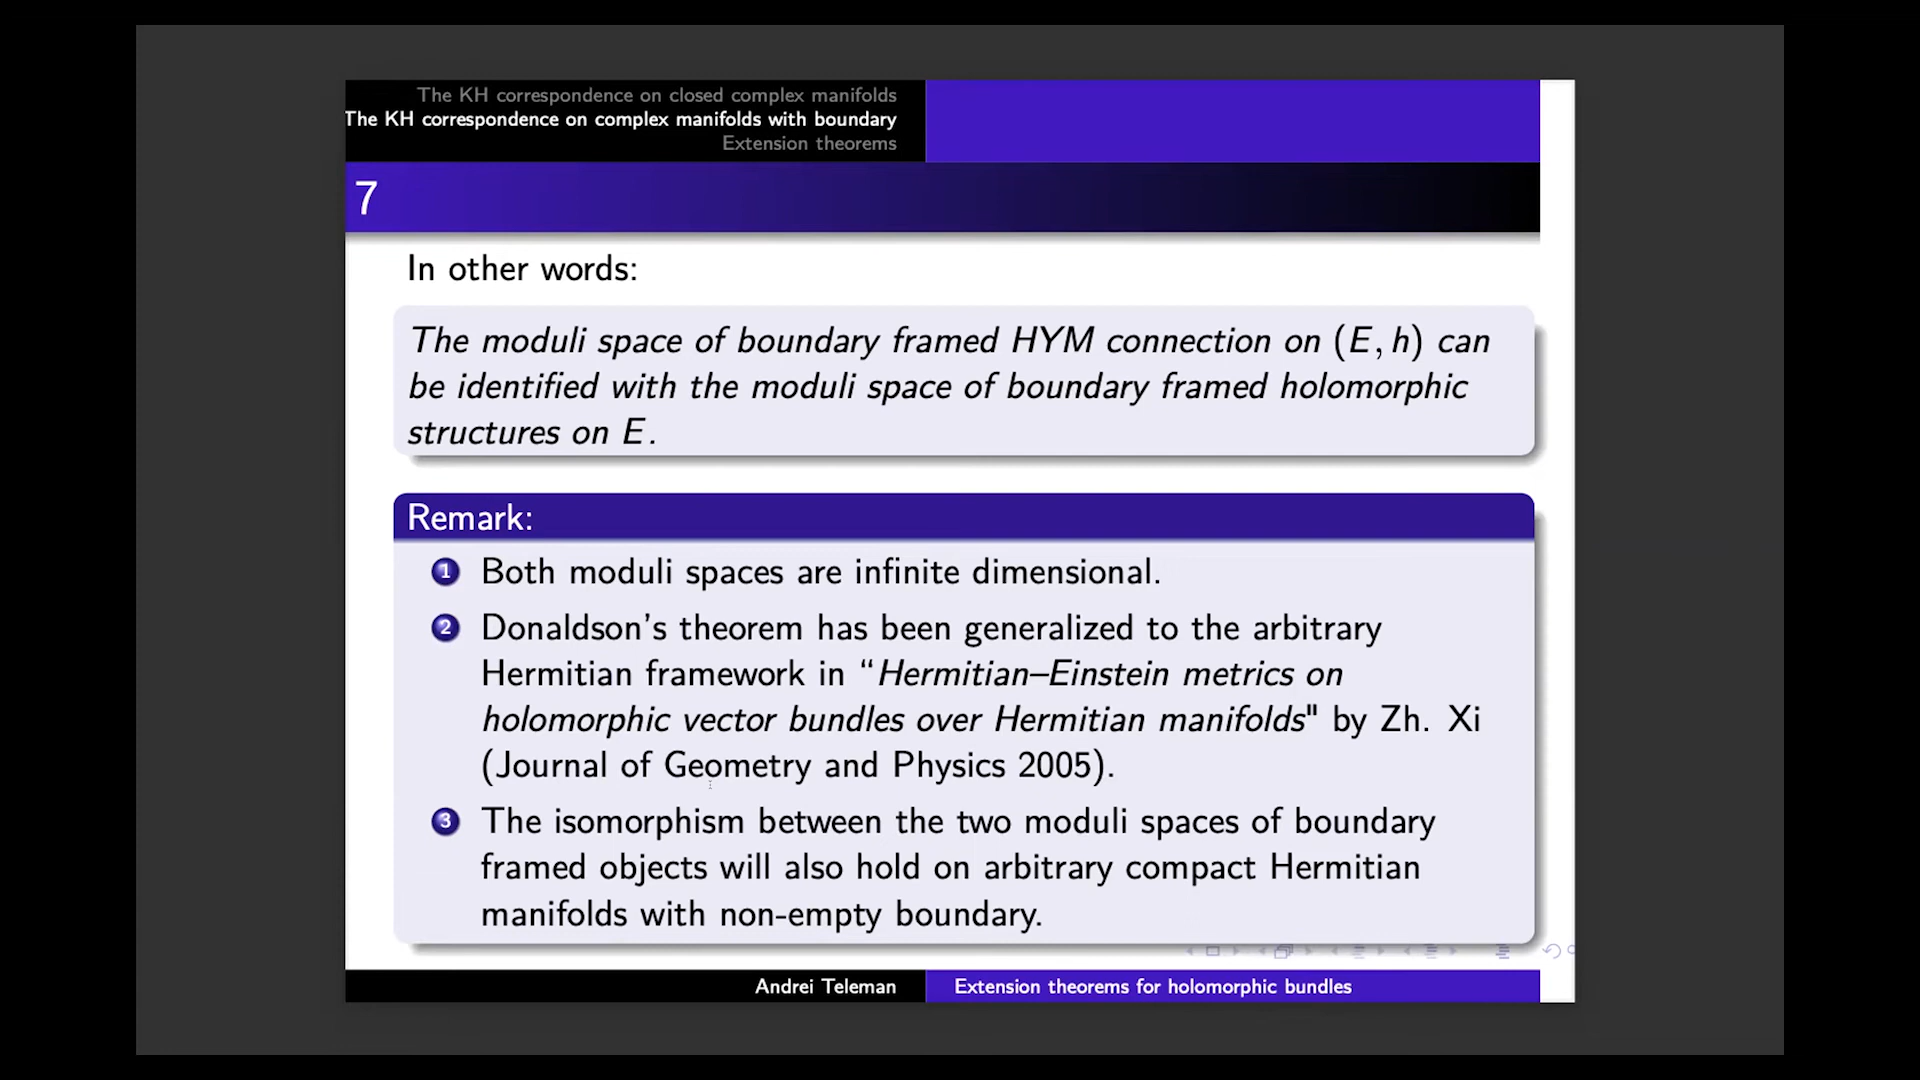 The KH correspondence on closed complex manifolds
The KH correspondence on complex manifolds with boundary
Extension theorems
7
In other words:
The moduli space of boundary framed HYM connection on (E, h) can
be identified with the moduli space of boundary framed holomorphic
structures on E.
Remark:
1 Both moduli spaces are infinite dimensional.
2 Donaldson's theorem has been generalized to the arbitrary
Hermitian framework in “Hermitian–Einstein metrics on
holomorphic vector bundles over Hermitian manifolds" by Zh. Xi
(Journal of Geometry and Physics 2005).
3 The isomorphism between the two moduli spaces of boundary
framed objects will also hold on arbitrary compact Hermitian
manifolds with non-empty boundary.
Andrei Teleman
Extension theorems for holomorphic bundles